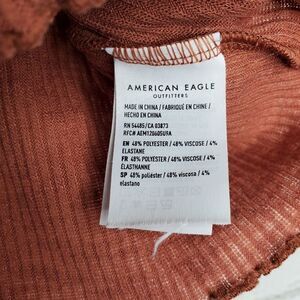 AMERICAN EAGLE
OUTFITTERS
MADE IN CHINA / FABRIQUÉ EN CHINE /
HECHO EN CHINA
RN 54485/CA 03873
RFC# AEM1206605U9A
EN 48% POLYESTER / 48% VISCOSE / 4%
ELASTANE
FR 48% POLYESTER / 48% VISCOSE / 4%
ÉLASTHANNE
SP 48% poliéster / 48% viscosa / 4%
elastano